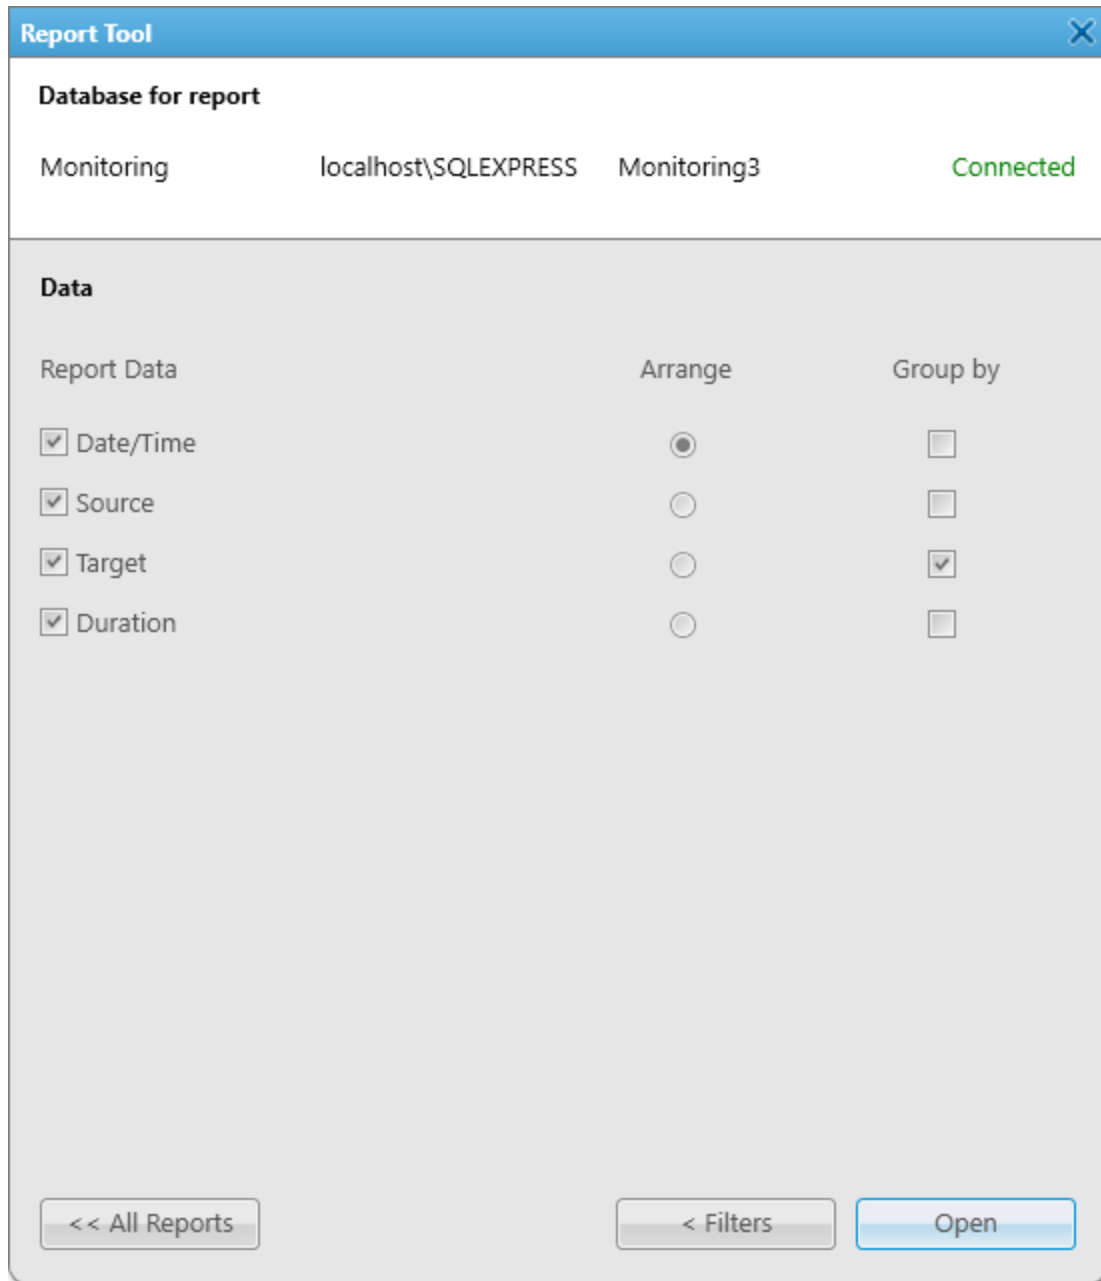 Report Tool
Database for report
Monitoring localhost\SQLEXPRESS Monitoring3 Connected
Data
Report Data Arrange Group by
Date/Time
Source
Target
Duration
<< All Reports < Filters Open